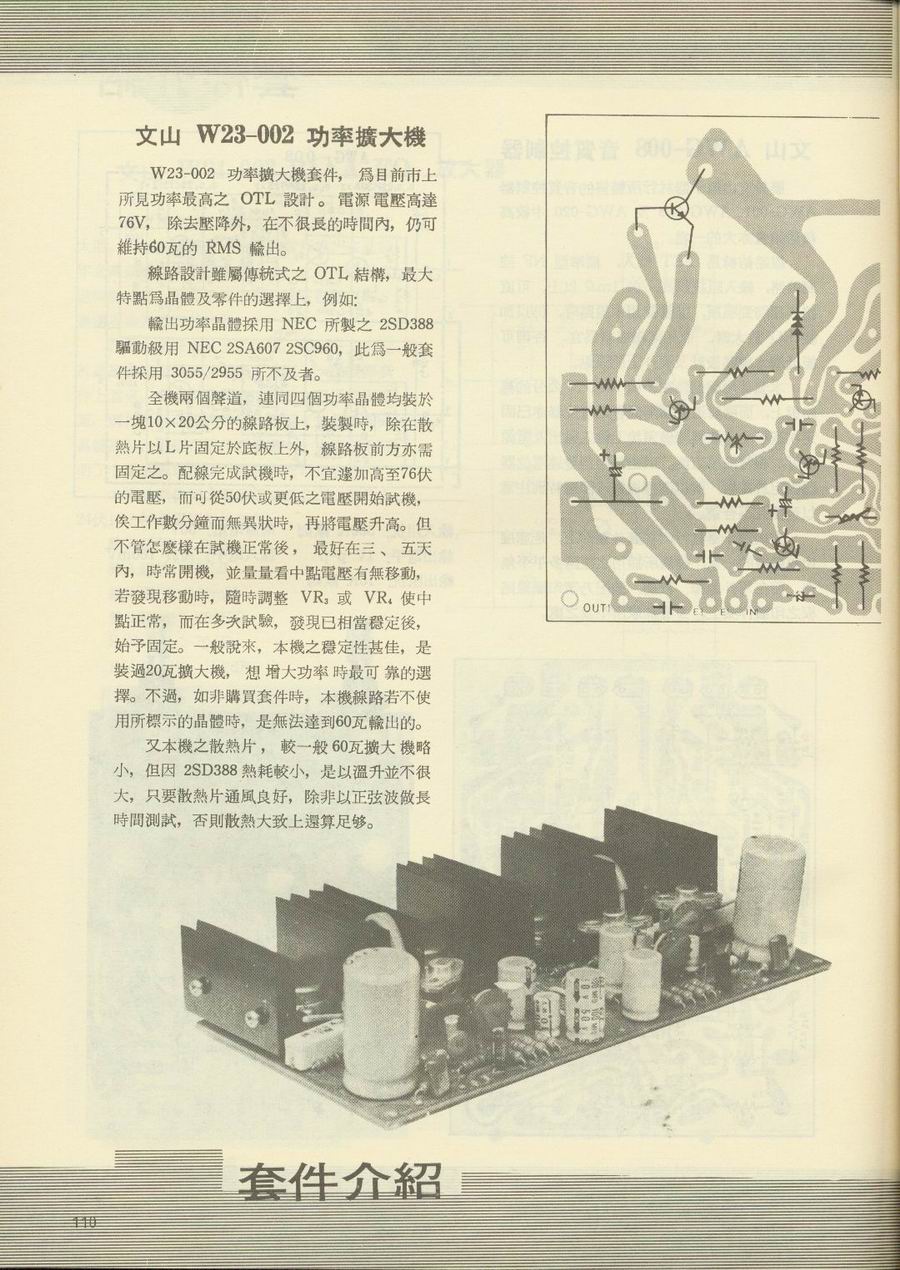 文山 W23-002 功率擴大機
W23-002 功率擴大機套件，爲目前市上
所見功率最高之 OTL 設計。電源電壓高達
76V，除去壓降外，在不很長的時間內，仍可
維持60瓦的 RMS 輸出。
線路設計雖屬傳統式之 OTL 結構，最大
特點爲晶體及零件的選擇上，例如:
輸出功率晶體採用 NEC 所製之 2SD388
驅動級用 NEC 2SA607 2SC960，此爲一般套
件採用 3055/2955 所不及者。
全機兩個聲道，連同四個功率晶體均裝於
一塊10×20公分的線路板上，裝製時，除在散
熱片以L片固定於底板上外，線路板前方亦需
固定之。配線完成試機時，不宜遽加高至76伏
的電壓，而可從50伏或更低之電壓開始試機，
俟工作數分鐘而無異狀時，再將電壓升高。但
不管怎麼樣在試機正常後，最好在三、五天
內，時常開機，並量量看中點電壓有無移動，
若發現移動時，隨時調整 VR₃ 或 VR₄ 使中
點正常，而在多次試驗，發現已相當穩定後，
始予固定。一般說來，本機之穩定性甚佳，是
裝過20瓦擴大機，想增大功率時最可靠的選
擇。不過，如非購買套件時，本機線路若不使
用所標示的晶體時，是無法達到60瓦輸出的。
又本機之散熱片，較一般60瓦擴大機略
小，但因 2SD388 熱耗較小，是以溫升並不很
大，只要散熱片通風良好，除非以正弦波做長
時間測試，否則散熱大致上還算足够。
OUT1 E E IN
套件介紹
110